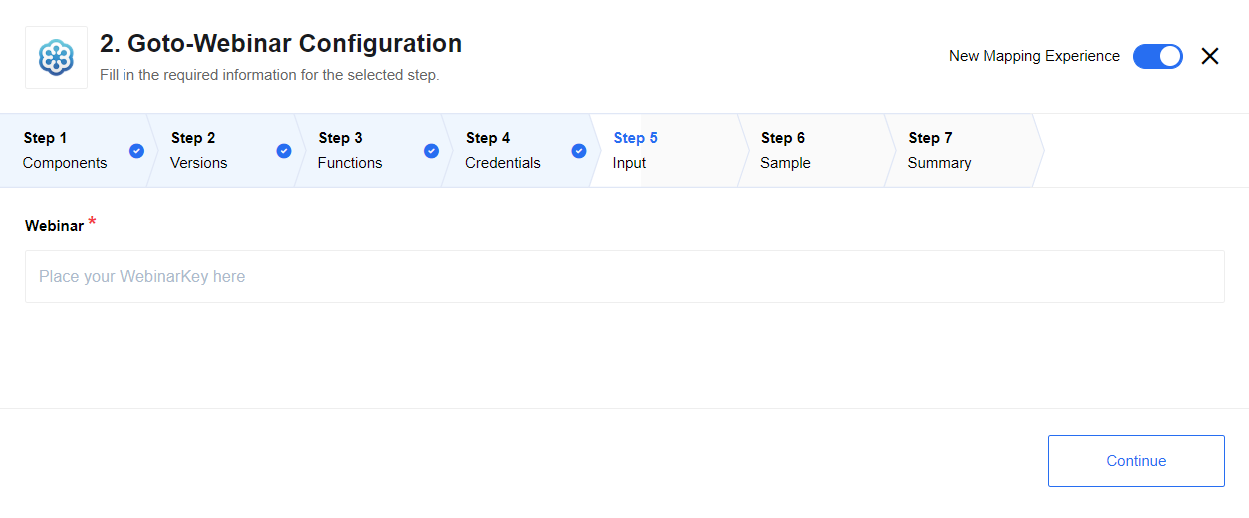 2. Goto-Webinar Configuration
Fill in the required information for the selected step.
New Mapping Experience
Step 1
Components
Step 2
Versions
Step 3
Functions
Step 4
Credentials
Step 5
Input
Step 6
Sample
Step 7
Summary
Webinar *
Place your WebinarKey here
Continue